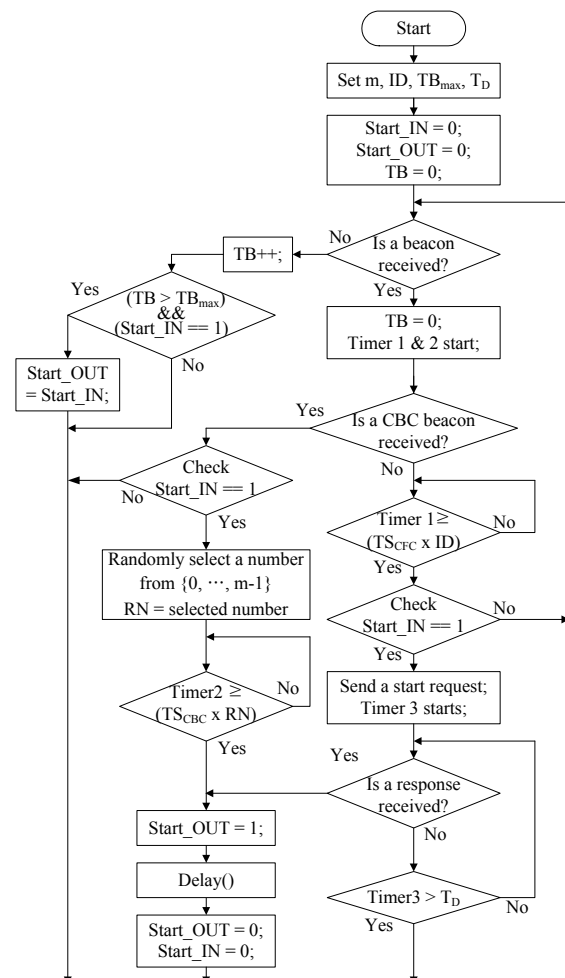 Start
Set m, ID, TBmax, TD
Start_IN = 0;
Start_OUT = 0;
TB = 0;
Is a beacon
received?
No
TB++;
Yes
(TB > TBmax)
&&
(Start_IN == 1)
Yes
TB = 0;
Timer 1 & 2 start;
No
Start_OUT
= Start_IN;
Yes
Is a CBC beacon
received?
No
Check
Start_IN == 1
No
Yes
Timer 1 ≥
(TSCFC x ID)
No
Yes
Randomly select a number
from {0, ···, m-1}
RN = selected number
Check
Start_IN == 1
No
Yes
Timer2 ≥
(TSCBC x RN)
No
Yes
Send a start request;
Timer 3 starts;
Yes
Is a response
received?
No
Start_OUT = 1;
Delay()
Timer3 > TD
No
Yes
Start_OUT = 0;
Start_IN = 0;